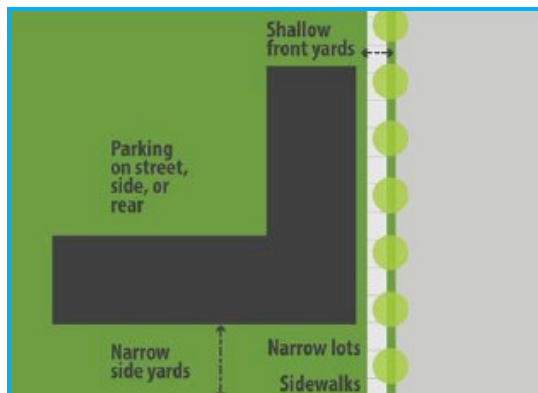 Shallow
front yards
Parking
on street,
side, or
rear
Narrow lots
Narrow
side yards
Sidewalks